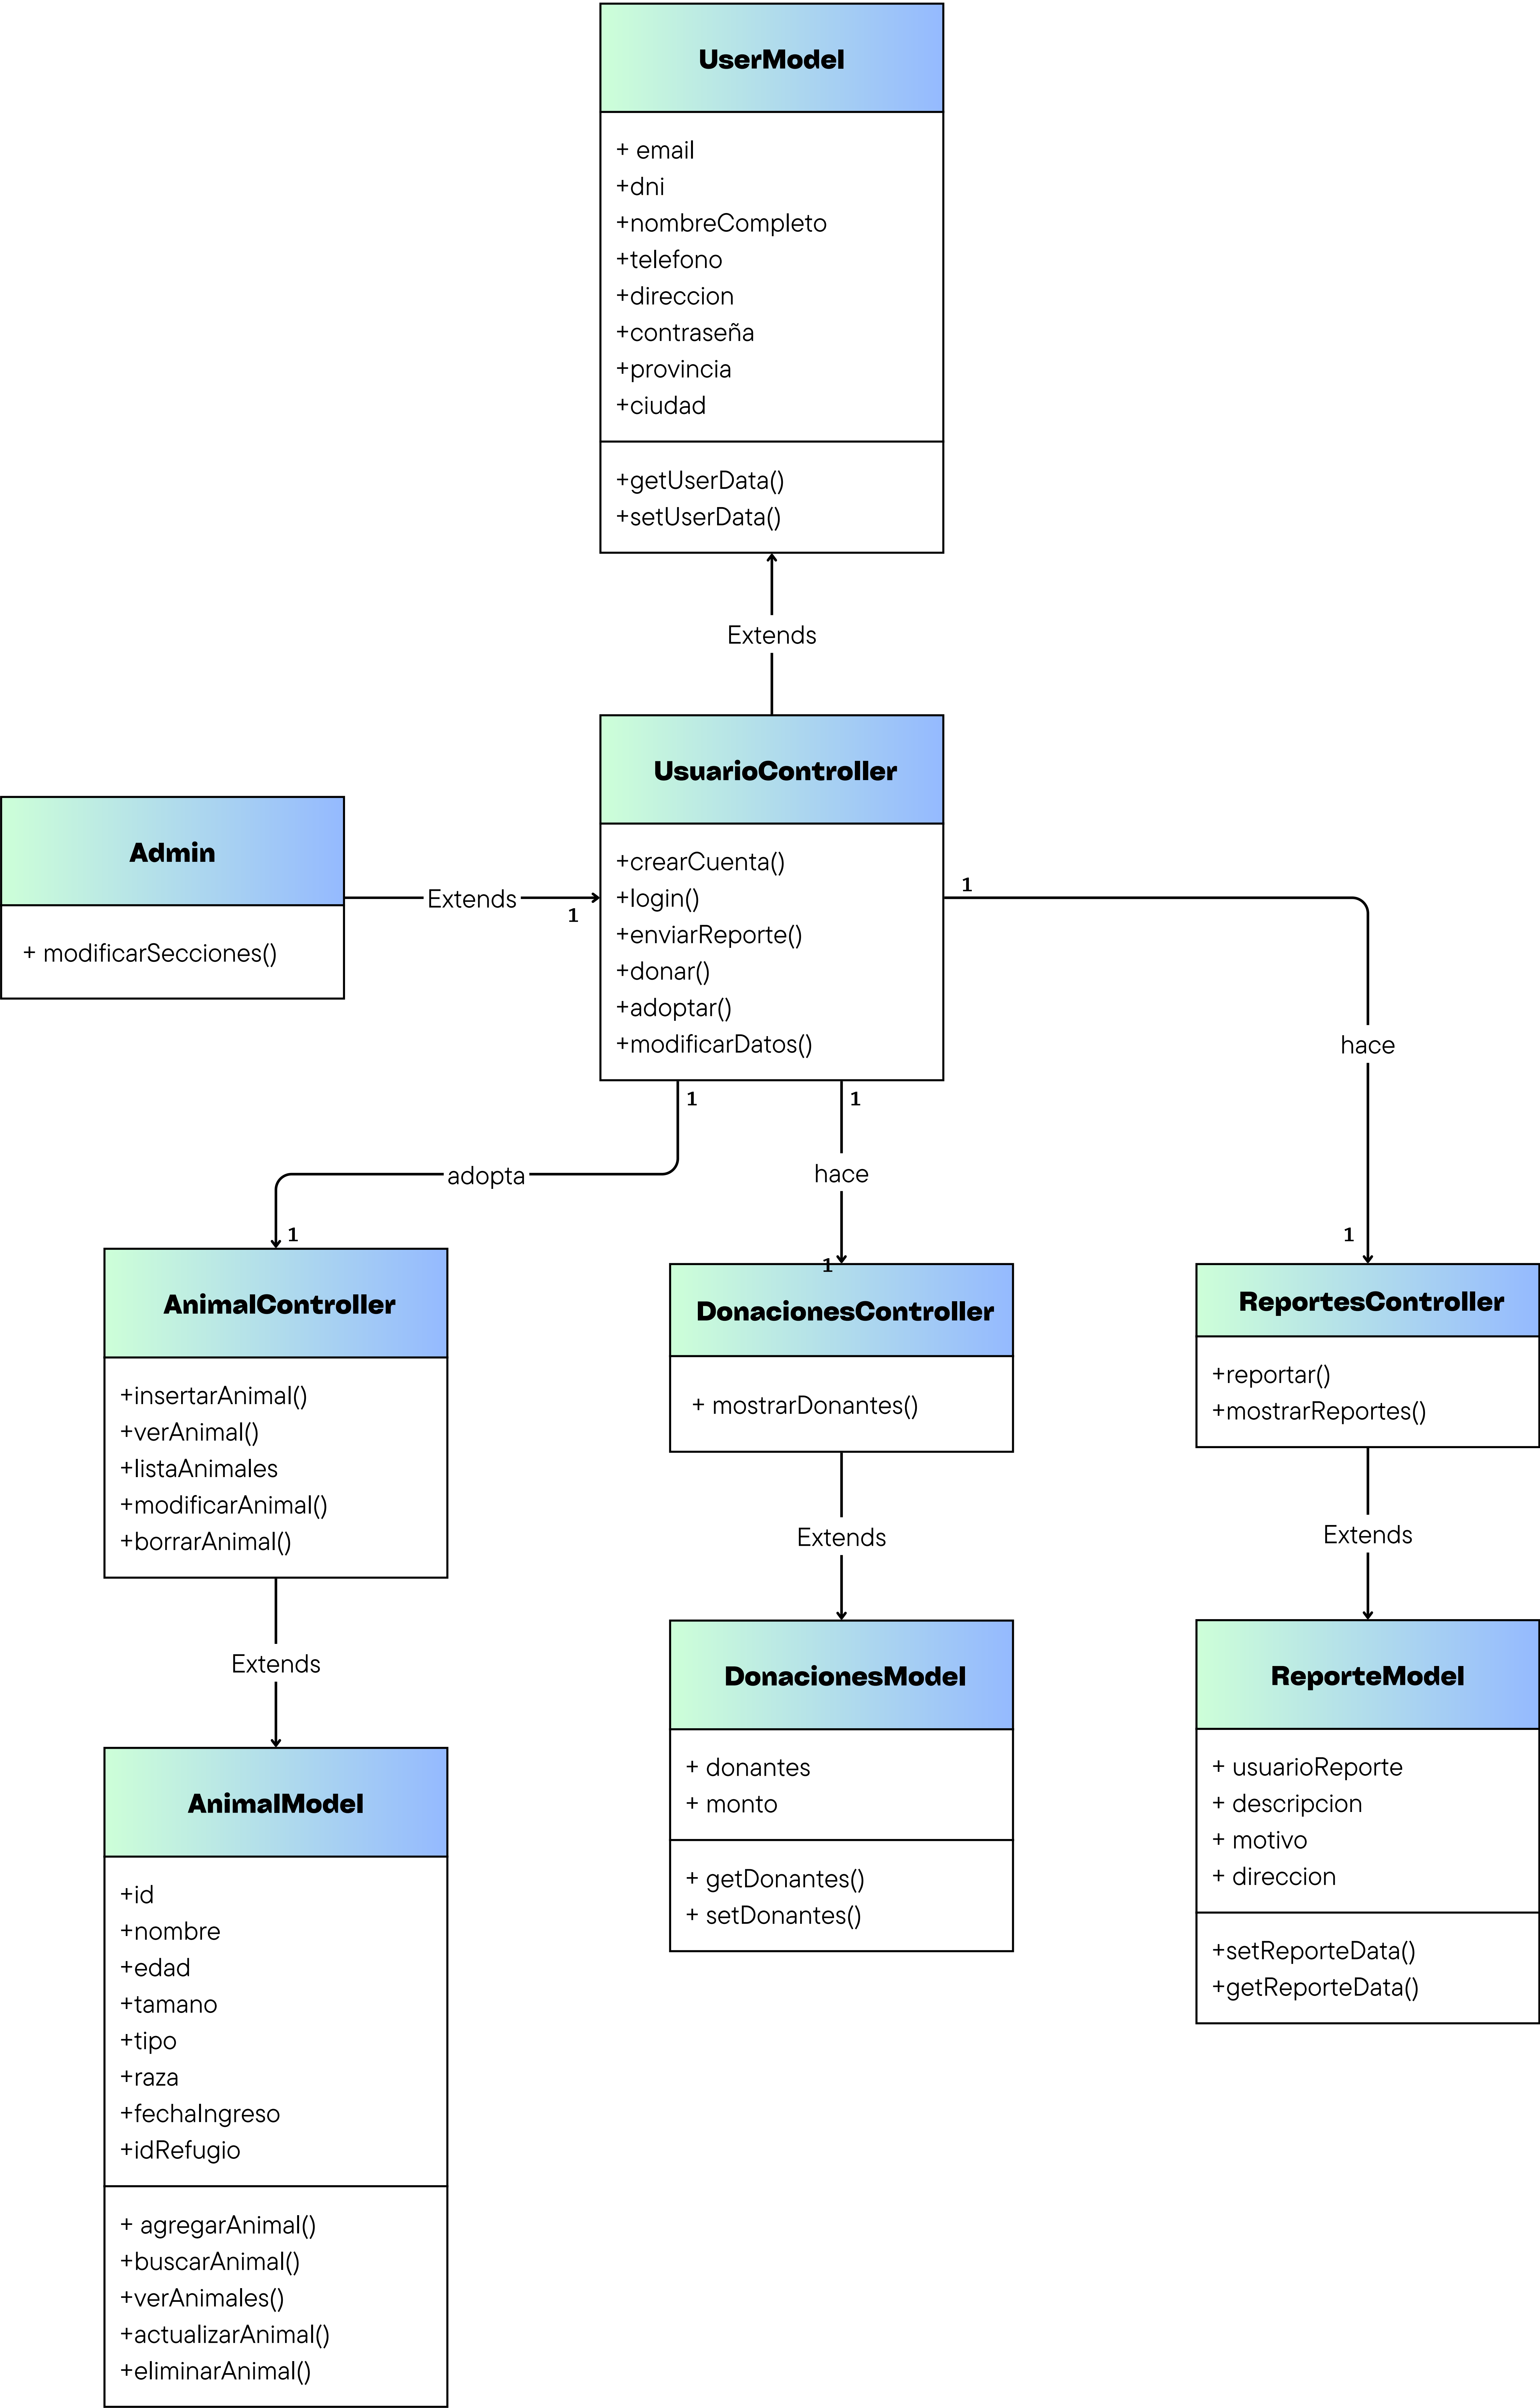 UserModel
+ email
+dni
+nombreCompleto
+telefono
+direccion
+contraseña
+provincia
+ciudad
+getUserData()
+setUserData()
Extends
UsuarioController
+crearCuenta()
+login()
+enviarReporte()
+donar()
+adoptar()
+modificarDatos()
Admin
+ modificarSecciones()
Extends
1
1
hace
1
1
adopta
1
1
hace
1
AnimalController
+insertarAnimal()
+verAnimal()
+listaAnimales
+modificarAnimal()
+borrarAnimal()
DonacionesController
+ mostrarDonantes()
ReportesController
+reportar()
+mostrarReportes()
Extends
Extends
Extends
AnimalModel
+id
+nombre
+edad
+tamano
+tipo
+raza
+fechaIngreso
+idRefugio
+ agregarAnimal()
+buscarAnimal()
+verAnimales()
+actualizarAnimal()
+eliminarAnimal()
DonacionesModel
+ donantes
+ monto
+ getDonantes()
+ setDonantes()
ReporteModel
+ usuarioReporte
+ descripcion
+ motivo
+ direccion
+setReporteData()
+getReporteData()